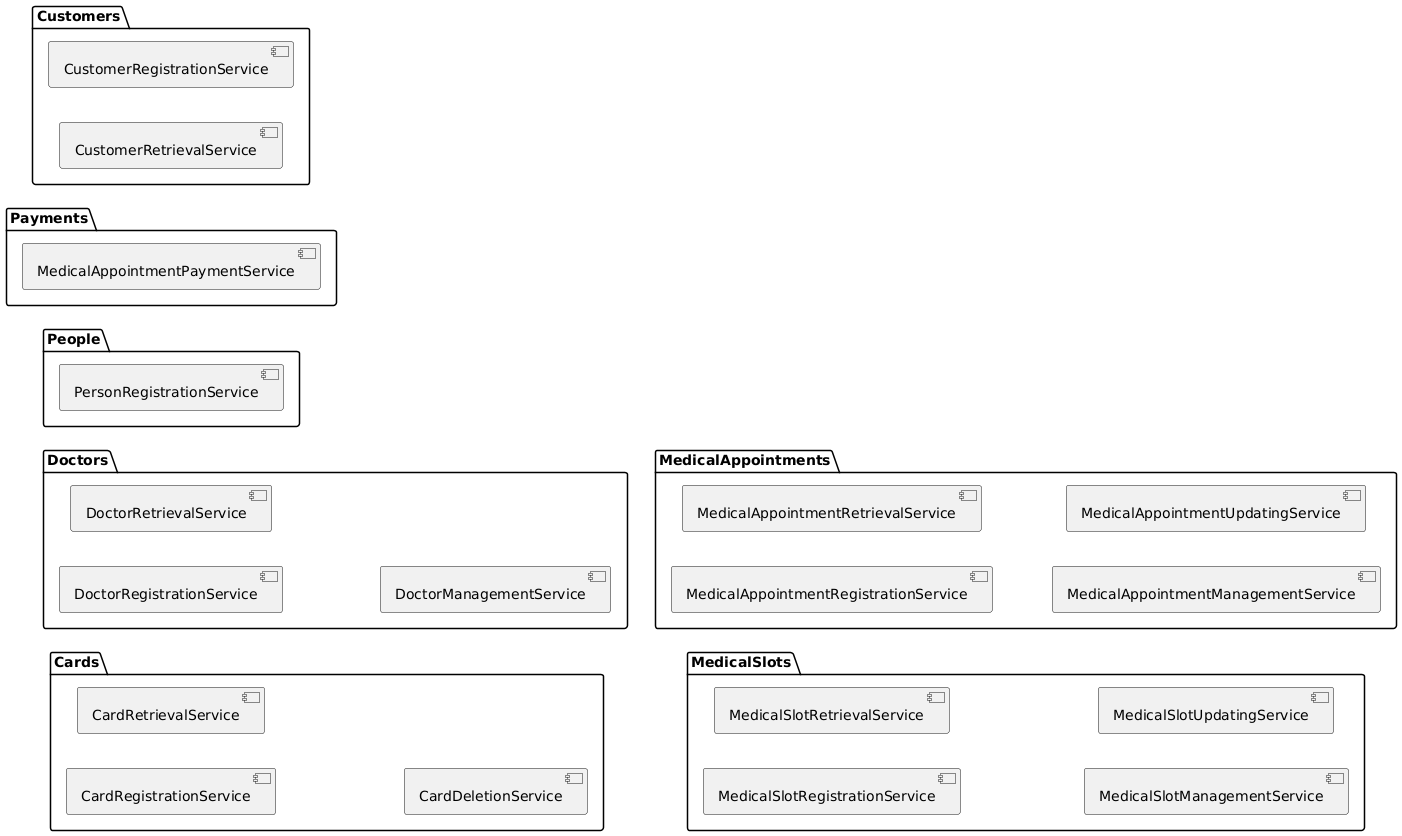 Customers
CustomerRegistrationService
CustomerRetrievalService
Payments
MedicalAppointmentPaymentService
People
PersonRegistrationService
Doctors
DoctorRetrievalService
DoctorRegistrationService
DoctorManagementService
MedicalAppointments
MedicalAppointmentRetrievalService
MedicalAppointmentUpdatingService
MedicalAppointmentRegistrationService
MedicalAppointmentManagementService
Cards
CardRetrievalService
CardRegistrationService
CardDeletionService
MedicalSlots
MedicalSlotRetrievalService
MedicalSlotUpdatingService
MedicalSlotRegistrationService
MedicalSlotManagementService